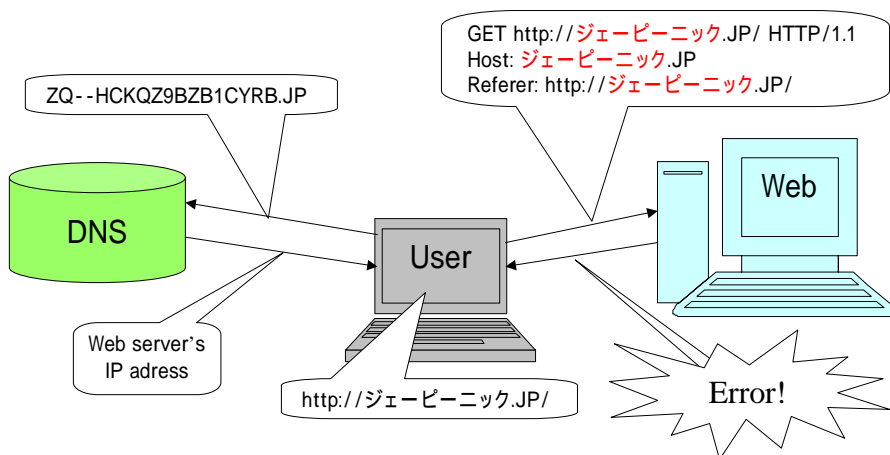 GET http://ジェーピーニック.JP/ HTTP/1.1
Host: ジェーピーニック.JP
Referer: http://ジェーピーニック.JP/
ZQ--HCKQZ9BZB1CYRB.JP
DNS
User
Web
Web server's
IP adress
http://ジェーピーニック.JP/
Error!